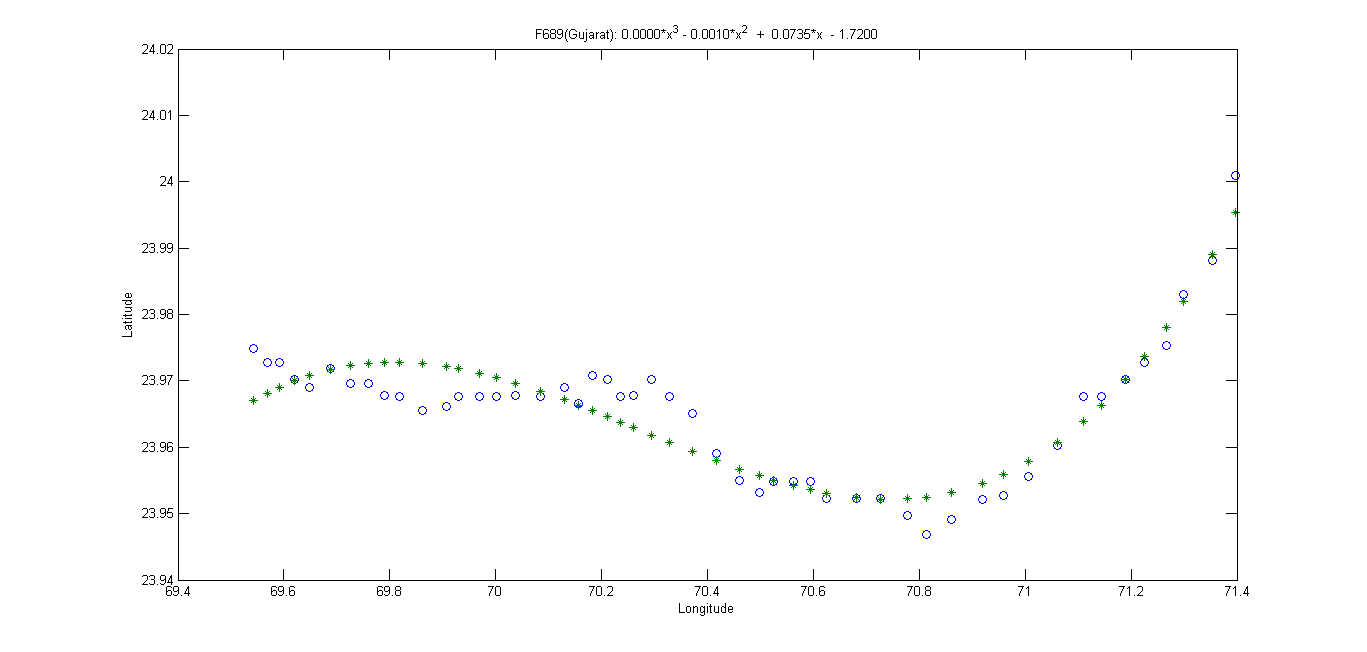 F689(Gujarat): 0.0000*x^3 - 0.0010*x^2 + 0.0735*x - 1.7200
24.02
24.01
24
23.99
23.98
23.97
23.96
23.95
23.94
Latitude
69.4 69.6 69.8 70 70.2 70.4 70.6 70.8 71 71.2 71.4
Longitude